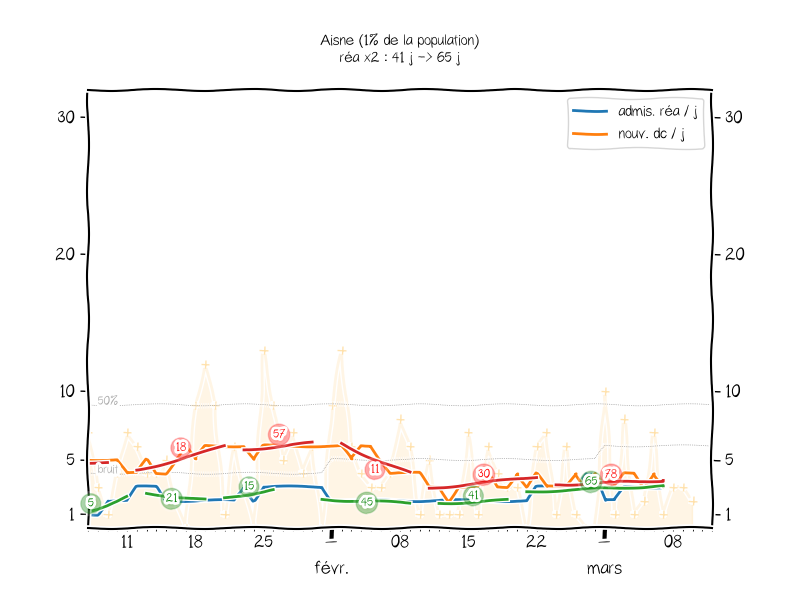 Aisne (1% de la population)
réa x2 : 41 j -> 65 j
admis. réa / j
nouv. dc / j
30 30
20 20
10 10
50%
5 5
bruit
1 1
18 57 11 30 78
5 21 15 45 41 65
11 18 25 08 15 22 08
févr. mars